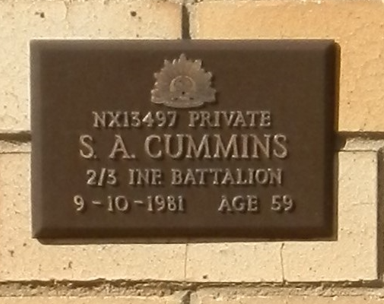 NX13497 PRIVATE
S. A. CUMMINS
2/3 INF BATTALION
9-10-1981 AGE 59